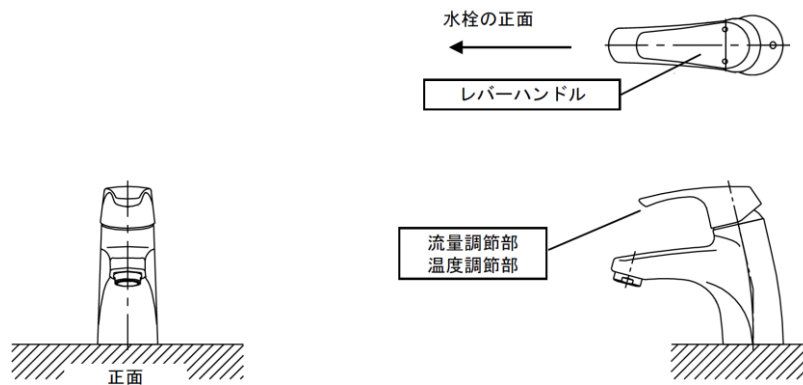 水栓の正面
レバーハンドル
流量調節部
温度調節部
正面